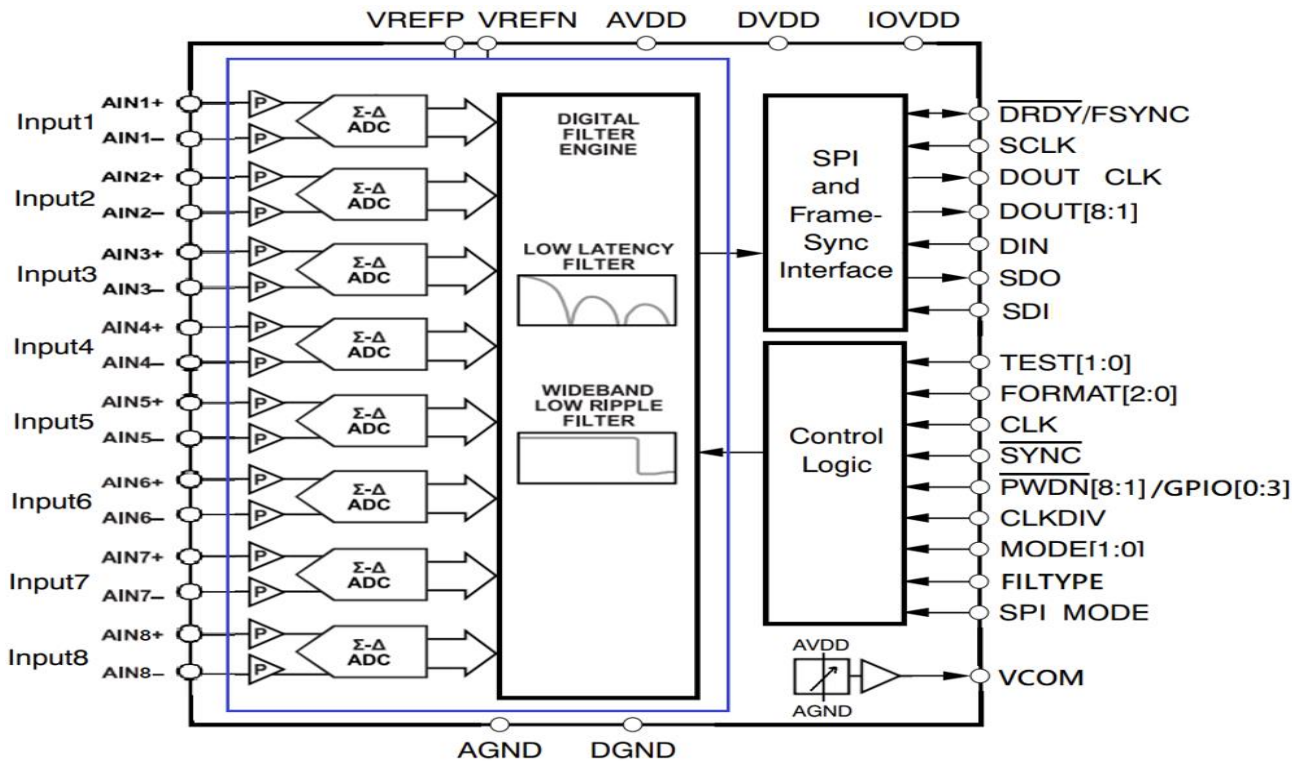 VREFP VREFN AVDD DVDD IOVDD
Input1
AIN1+
AIN1–
P
P
Σ-Δ
ADC
Input2
AIN2+
AIN2–
P
P
Σ-Δ
ADC
Input3
AIN3+
AIN3–
P
P
Σ-Δ
ADC
Input4
AIN4+
AIN4–
P
P
Σ-Δ
ADC
Input5
AIN5+
AIN5–
P
P
Σ-Δ
ADC
Input6
AIN6+
AIN6–
P
P
Σ-Δ
ADC
Input7
AIN7+
AIN7–
P
P
Σ-Δ
ADC
Input8
AIN8+
AIN8–
P
P
Σ-Δ
ADC
DIGITAL
FILTER
ENGINE
LOW LATENCY
FILTER
WIDEBAND
LOW RIPPLE
FILTER
SPI
and
Frame-
Sync
Interface
DRDY/FSYNC
SCLK
DOUT CLK
DOUT[8:1]
DIN
SDO
SDI
Control
Logic
TEST[1:0]
FORMAT[2:0]
CLK
SYNC
PWDN[8:1]/GPIO[0:3]
CLKDIV
MODE[1:0]
FILTYPE
SPI MODE
AVDD
AGND
VCOM
AGND DGND